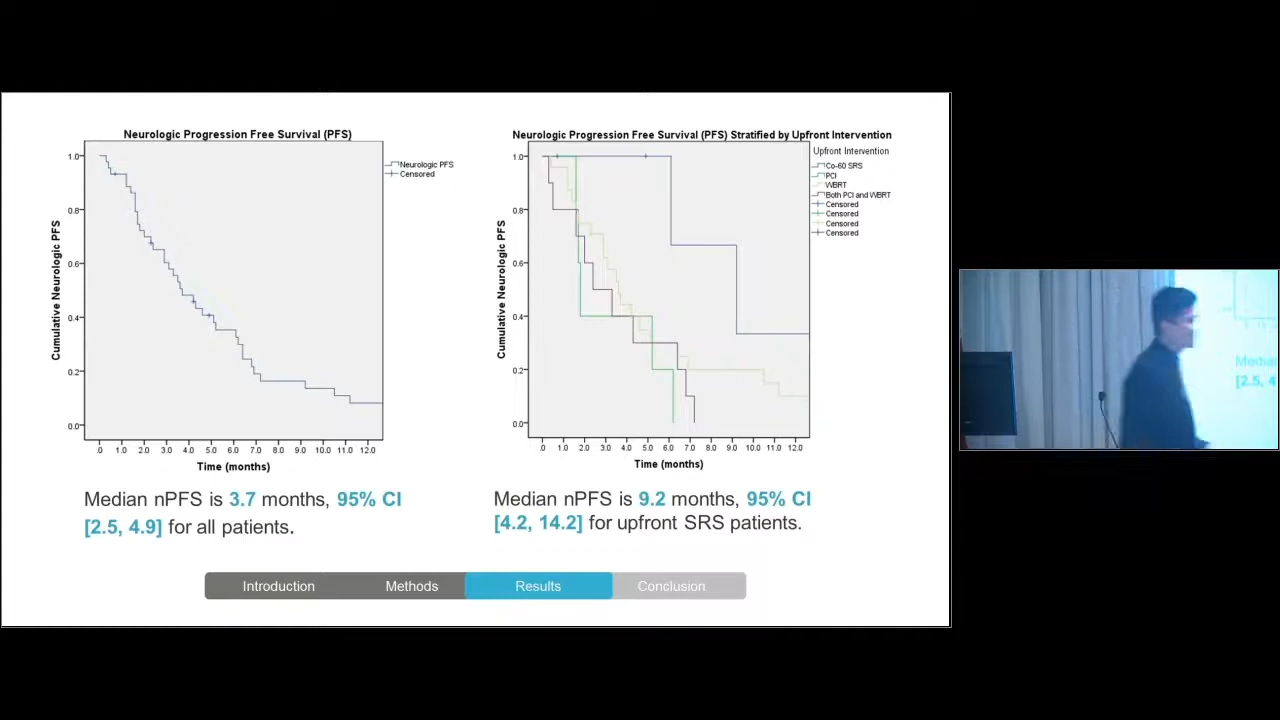 Neurologic Progression Free Survival (PFS)
Cumulative Neurologic PFS
1.0
0.8
0.6
0.4
0.2
0.0
.0 1.0 2.0 3.0 4.0 5.0 6.0 7.0 8.0 9.0 10.0 11.0 12.0
Time (months)
Neurologic PFS
Censored
Median nPFS is 3.7 months, 95% CI
[2.5, 4.9] for all patients.
Neurologic Progression Free Survival (PFS) Stratified by Upfront Intervention
Cumulative Neurologic PFS
1.0
0.8
0.6
0.4
0.2
0.0
.0 1.0 2.0 3.0 4.0 5.0 6.0 7.0 8.0 9.0 10.0 11.0 12.0
Time (months)
Upfront Intervention
Co-60 SRS
PCI
WBRT
Both PCI and WBRT
Censored
Censored
Censored
Censored
Median nPFS is 9.2 months, 95% CI
[4.2, 14.2] for upfront SRS patients.
Introduction Methods Results Conclusion
Media
[2.5, 4